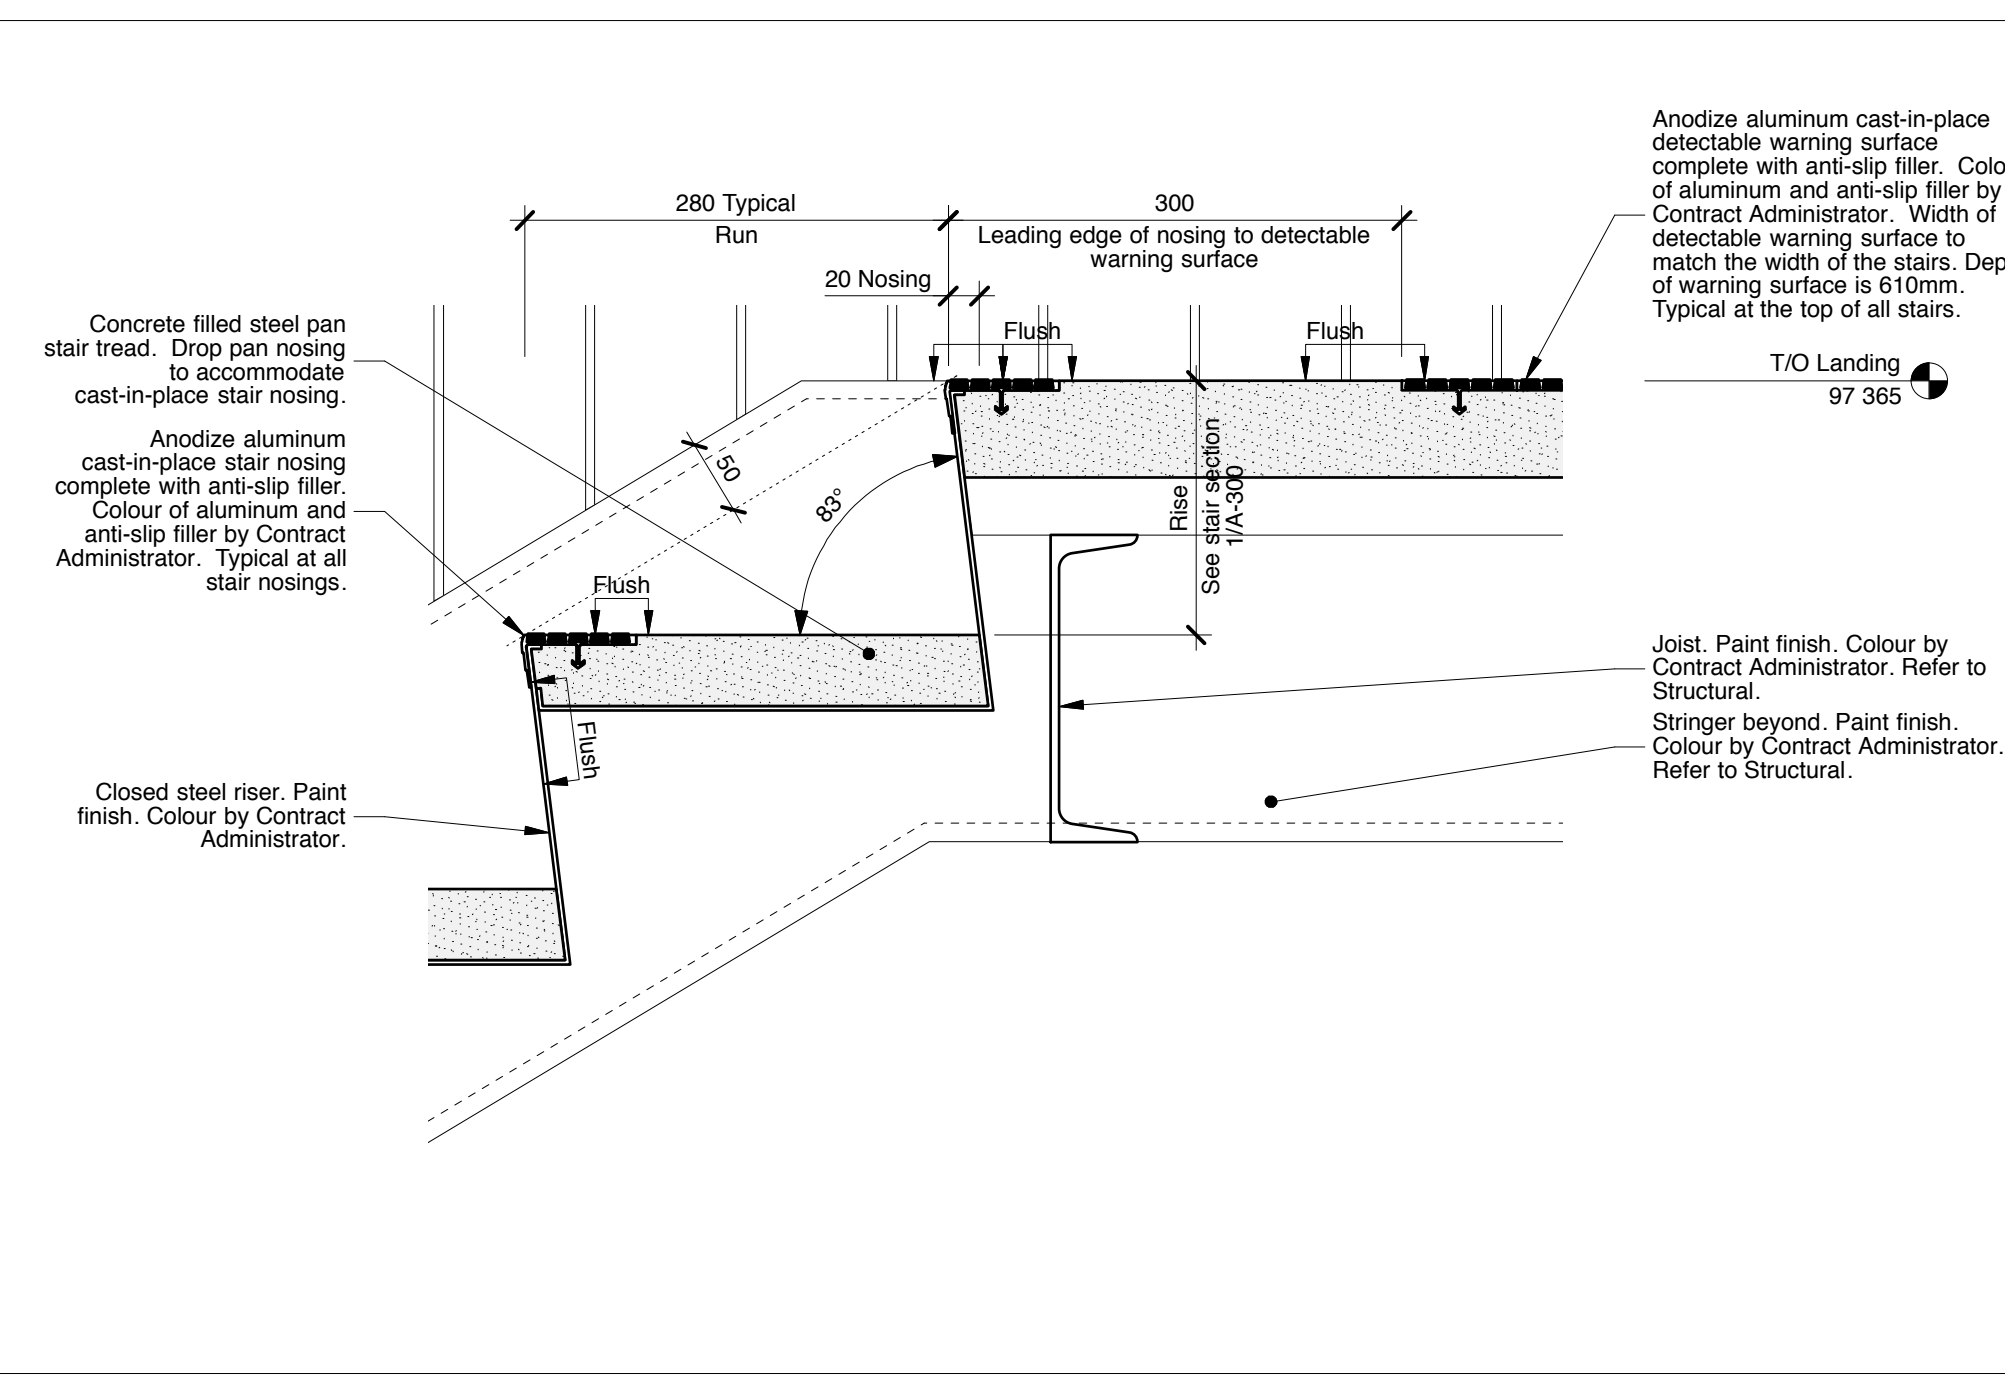 280 Typical
Run
300
Leading edge of nosing to detectable
warning surface
20 Nosing
Flush
Flush
Concrete filled steel pan
stair tread.  Drop pan nosing
to accommodate
cast-in-place stair nosing.
Anodize aluminum
cast-in-place stair nosing
complete with anti-slip filler.
Colour of aluminum and
anti-slip filler by Contract
Administrator.  Typical at all
stair nosings.
Closed steel riser. Paint
finish. Colour by Contract
Administrator.
50
83°
Flush
Flush
Rise
See stair section
1/A-300
Anodize aluminum cast-in-place
detectable warning surface
complete with anti-slip filler.  Colo
of aluminum and anti-slip filler by
Contract Administrator.  Width of
detectable warning surface to
match the width of the stairs. Dep
of warning surface is 610mm.
Typical at the top of all stairs.
T/O Landing
97 365
Joist. Paint finish. Colour by
Contract Administrator. Refer to
Structural.
Stringer beyond. Paint finish.
Colour by Contract Administrator.
Refer to Structural.